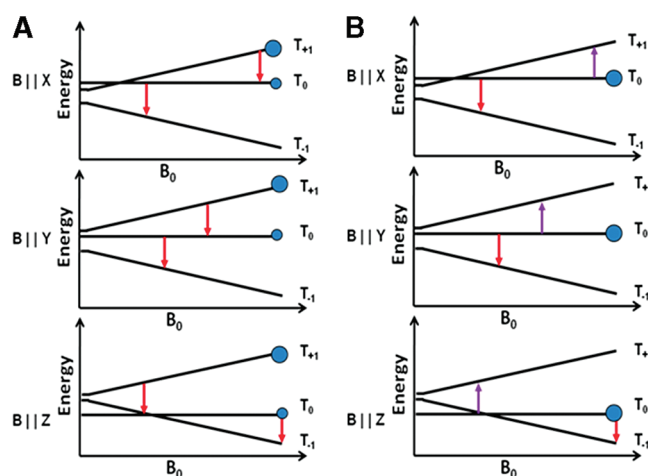 A
B
B || X
Energy
T+1
T0
T-1
B0
B || X
Energy
T+1
T0
T-1
B0
B || Y
Energy
T+1
T0
T-1
B0
B || Y
Energy
T+
T0
T-1
B0
B || Z
Energy
T+1
T0
T-1
B0
B || Z
Energy
T+
T0
T-1
B0